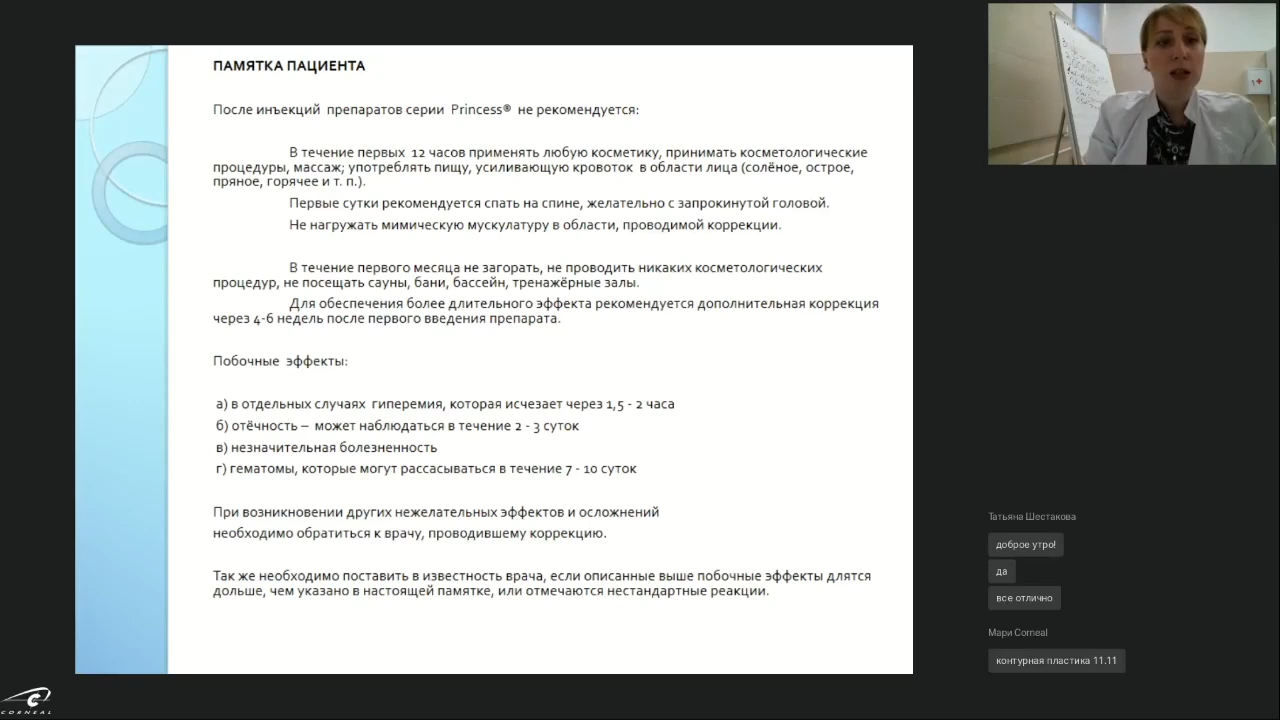 ПАМЯТКА ПАЦИЕНТА
После инъекций препаратов серии Princess® не рекомендуется:
В течение первых 12 часов применять любую косметику, принимать косметологические
процедуры, массаж; употреблять пищу, усиливающую кровоток в области лица (солёное, острое,
пряное, горячее и т. п.).
Первые сутки рекомендуется спать на спине, желательно с запрокинутой головой.
Не нагружать мимическую мускулатуру в области, проводимой коррекции.
В течение первого месяца не загорать, не проводить никаких косметологических
процедур, не посещать сауны, бани, бассейн, тренажёрные залы.
Для обеспечения более длительного эффекта рекомендуется дополнительная коррекция
через 4-6 недель после первого введения препарата.
Побочные эффекты:
а) в отдельных случаях гиперемия, которая исчезает через 1,5 - 2 часа
б) отёчность – может наблюдаться в течение 2 - 3 суток
в) незначительная болезненность
г) гематомы, которые могут рассасываться в течение 7 - 10 суток
При возникновении других нежелательных эффектов и осложнений
необходимо обратиться к врачу, проводившему коррекцию.
Так же необходимо поставить в известность врача, если описанные выше побочные эффекты длятся
дольше, чем указано в настоящей памятке, или отмечаются нестандартные реакции.
Татьяна Шестакова
доброе утро!
да
все отлично
Мари Corneal
контурная пластика 11.11
CORNEAL